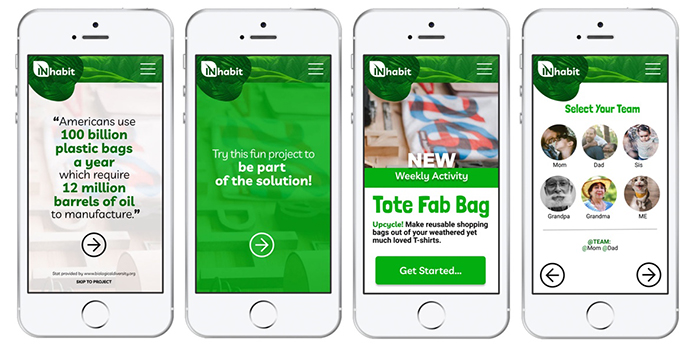 INhabit
“Americans use
100 billion
plastic bags
a year
which require
12 million
barrels of oil
to manufacture.”
Stat provided by www.biologicaldiversity.org
SKIP TO PROJECT
INhabit
Try this fun project to
be part
of the solution!
INhabit
NEW
Weekly Activity
Tote Fab Bag
Upcycle! Make reusable shopping
bags out of your weathered yet
much loved T-shirts.
Get Started...
INhabit
Select Your Team
Mom Dad Sis
Grandpa Grandma ME
@TEAM:
@Mom @Dad